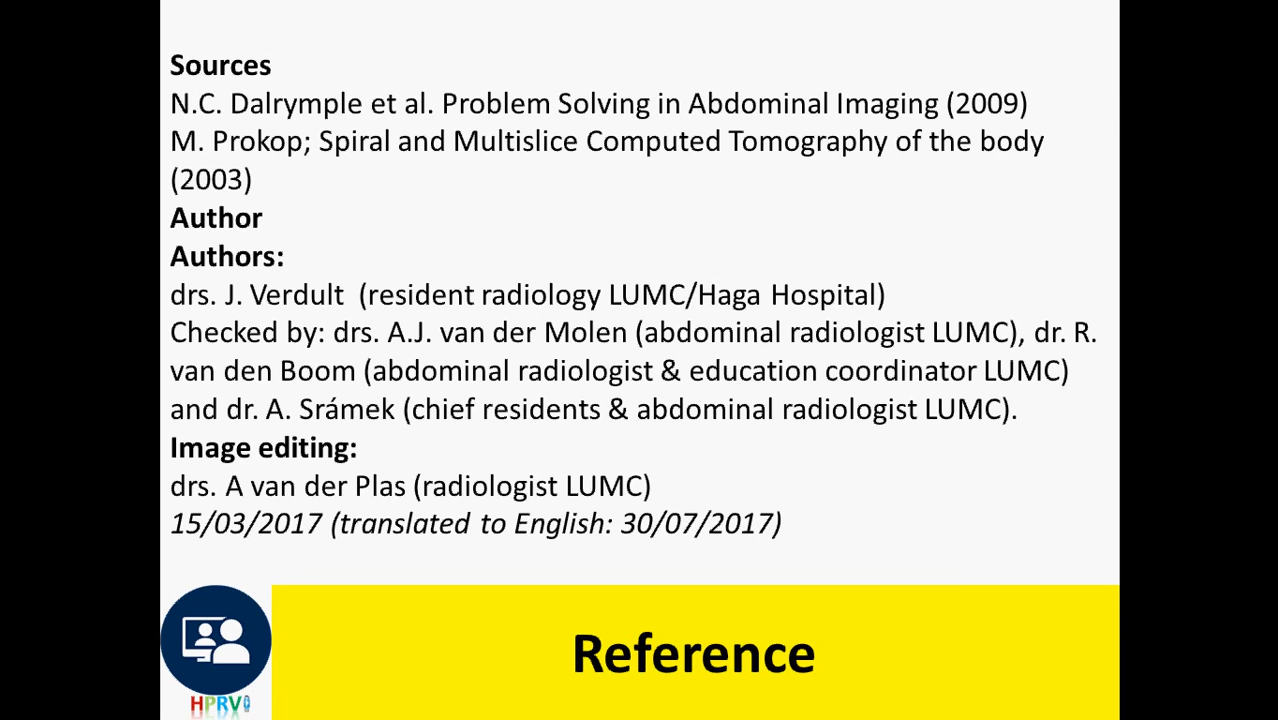 Sources
N.C. Dalrymple et al. Problem Solving in Abdominal Imaging (2009)
M. Prokop; Spiral and Multislice Computed Tomography of the body
(2003)
Author
Authors:
drs. J. Verdult  (resident radiology LUMC/Haga Hospital)
Checked by: drs. A.J. van der Molen (abdominal radiologist LUMC), dr. R.
van den Boom (abdominal radiologist & education coordinator LUMC)
and dr. A. Srámek (chief residents & abdominal radiologist LUMC).
Image editing:
drs. A van der Plas (radiologist LUMC)
15/03/2017 (translated to English: 30/07/2017)
Reference
HPRV